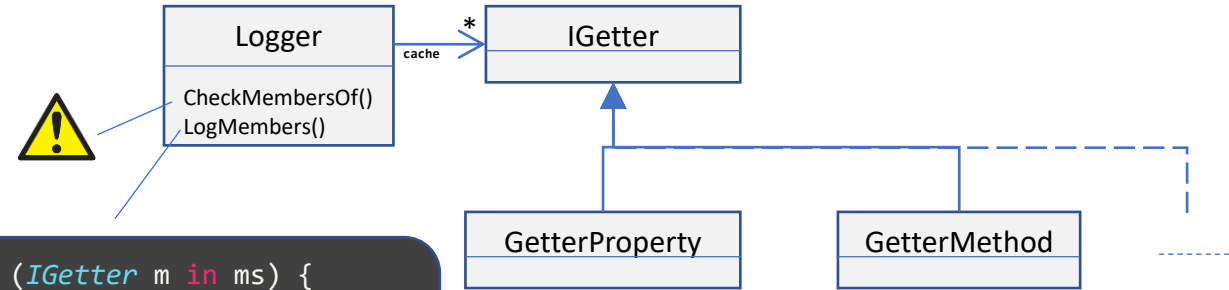 Logger
*
IGetter
cache
CheckMembersOf()
LogMembers()
GetterProperty
GetterMethod
(IGetter m in ms) {